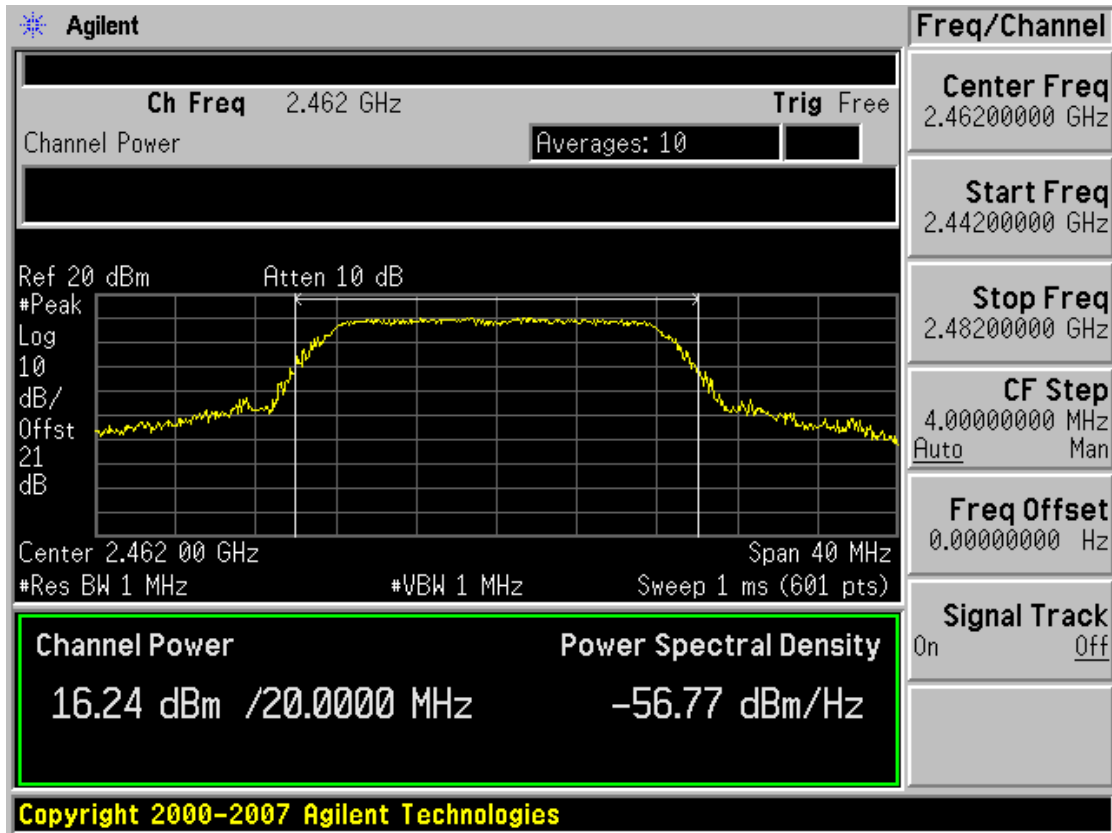 Agilent
Freq/Channel
Ch Freq 2.462 GHz Trig Free
Channel Power Averages: 10
Ref 20 dBm Atten 10 dB
#Peak
Log
10
dB/
Offst
21
dB
Center 2.462 00 GHz Span 40 MHz
#Res BW 1 MHz #VBW 1 MHz Sweep 1 ms (601 pts)
Channel Power Power Spectral Density
16.24 dBm /20.0000 MHz -56.77 dBm/Hz
Center Freq
2.46200000 GHz
Start Freq
2.44200000 GHz
Stop Freq
2.48200000 GHz
CF Step
4.00000000 MHz
Auto Man
Freq Offset
0.00000000 Hz
Signal Track
On Off
Copyright 2000-2007 Agilent Technologies